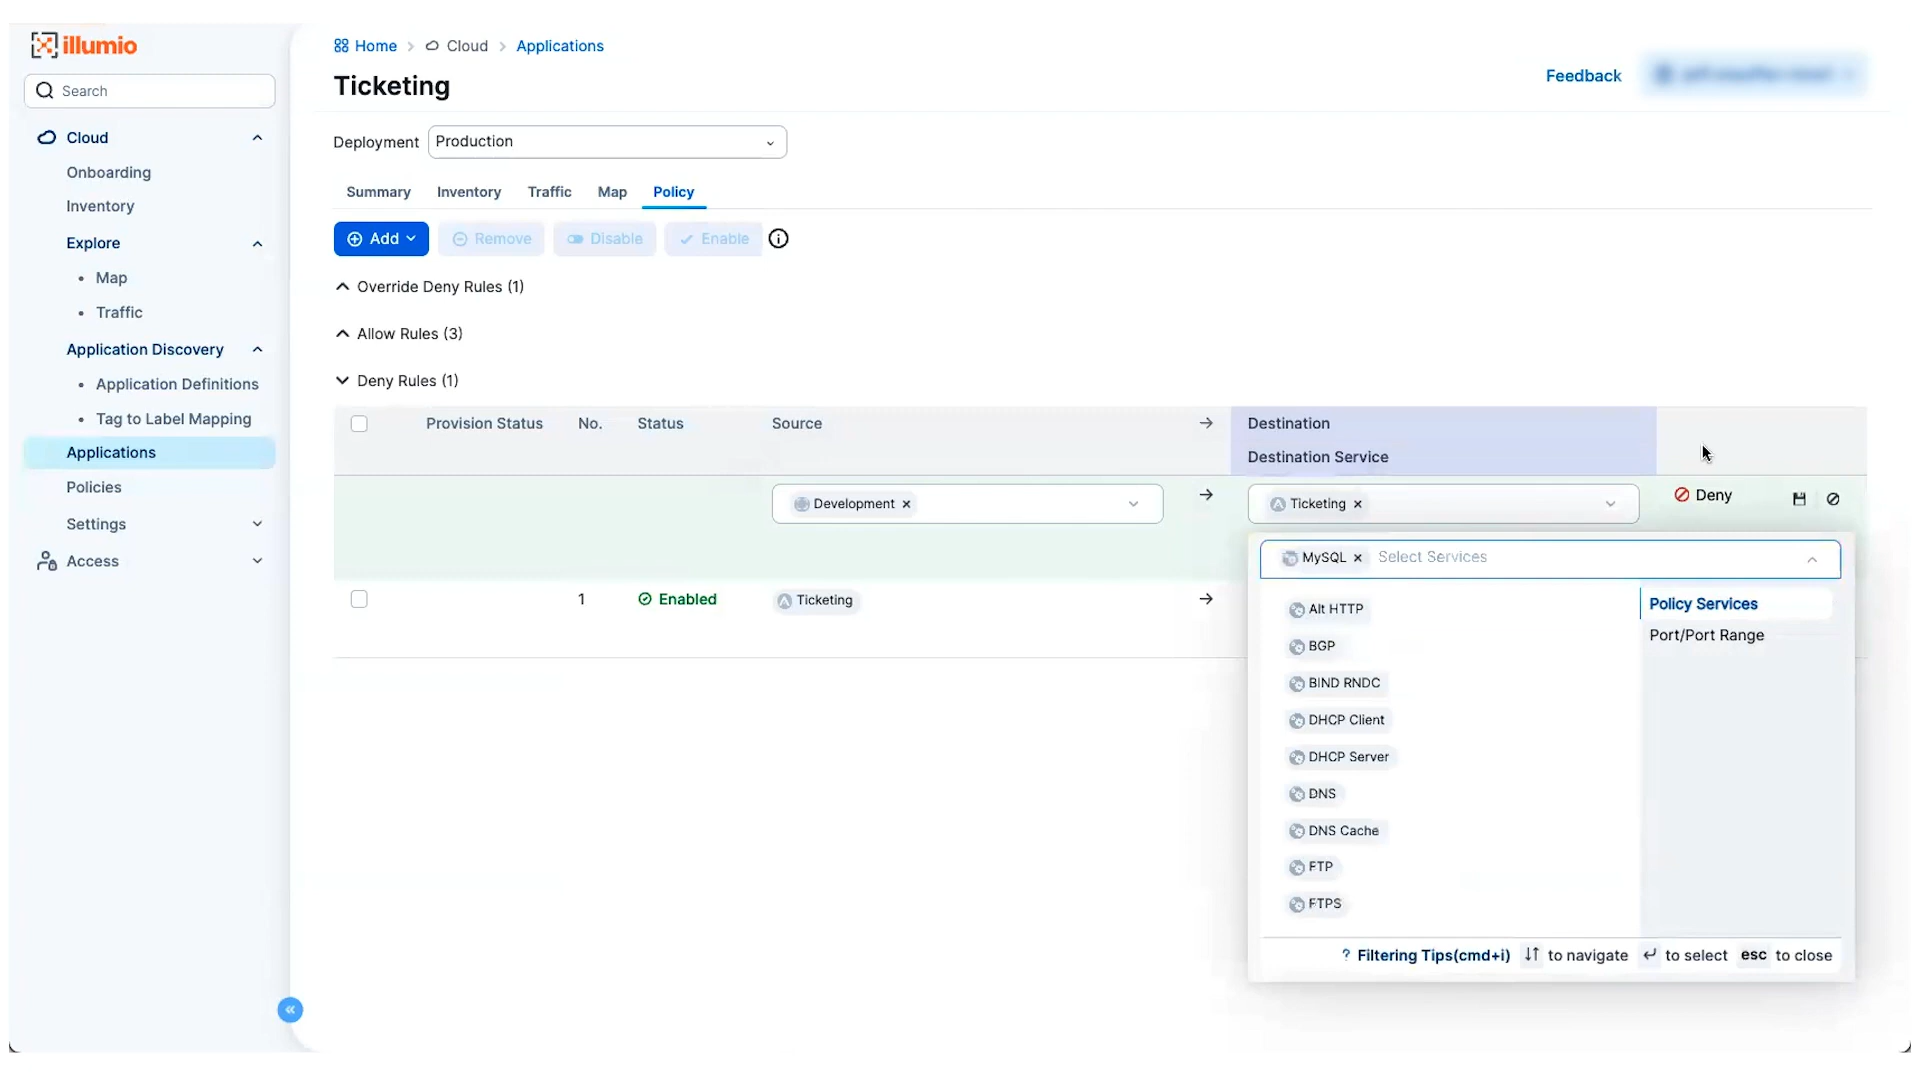 illumio
Search
Cloud
Onboarding
Inventory
Explore
Map
Traffic
Application Discovery
Application Definitions
Tag to Label Mapping
Applications
Policies
Settings
Access
Home > Cloud > Applications
Ticketing
Feedback
Deployment Production
Summary Inventory Traffic Map Policy
Add Remove Disable Enable
Override Deny Rules (1)
Allow Rules (3)
Deny Rules (1)
Provision Status No. Status Source → Destination
Destination Service
Development × → Ticketing × Deny
MySQL × Select Services
1 Enabled Ticketing →
Alt HTTP
BGP
BIND RNDC
DHCP Client
DHCP Server
DNS
DNS Cache
FTP
FTPS
Policy Services
Port/Port Range
? Filtering Tips(cmd+i) ↓↑ to navigate ↵ to select esc to close